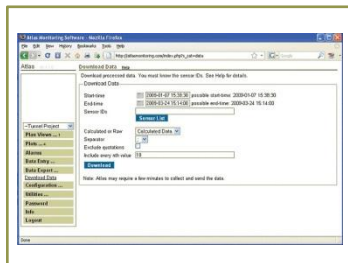 Atlas Monitoring Software - Mozilla Firefox
File Edit View History Bookmarks Tools Help
Atlas
Download Data
Download processed data. You must know the sensor IDs. See Help for details.
Download Data
Start-time 2009-01-07 15:38:30 possible start-time: 2009-01-07 15:38:30
End-time 2009-03-24 15:14:00 possible end-time: 2009-03-24 15:14:00
Sensor IDs
Sensor List
Calculated or Raw Calculated Data
Separator
Exclude quotations
Include every nth value
Download
Note: Atlas may require a few minutes to collect and send the data.
--Tunnel Project
Plan Views
Plots
Alarms
Data Entry ...
Data Export ...
Download Data
Configuration ...
Utilities ...
Password
Info
Logout
Done